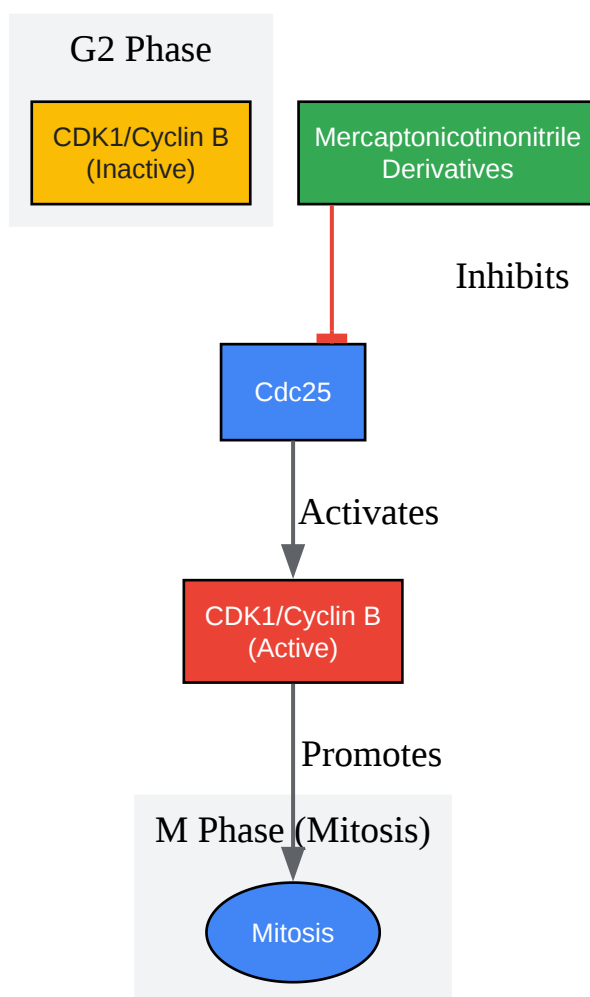 G2 Phase
CDK1/Cyclin B
(Inactive)
Mercaptonicotinonitrile
Derivatives
Inhibits
Cdc25
Activates
CDK1/Cyclin B
(Active)
Promotes
M Phase (Mitosis)
Mitosis